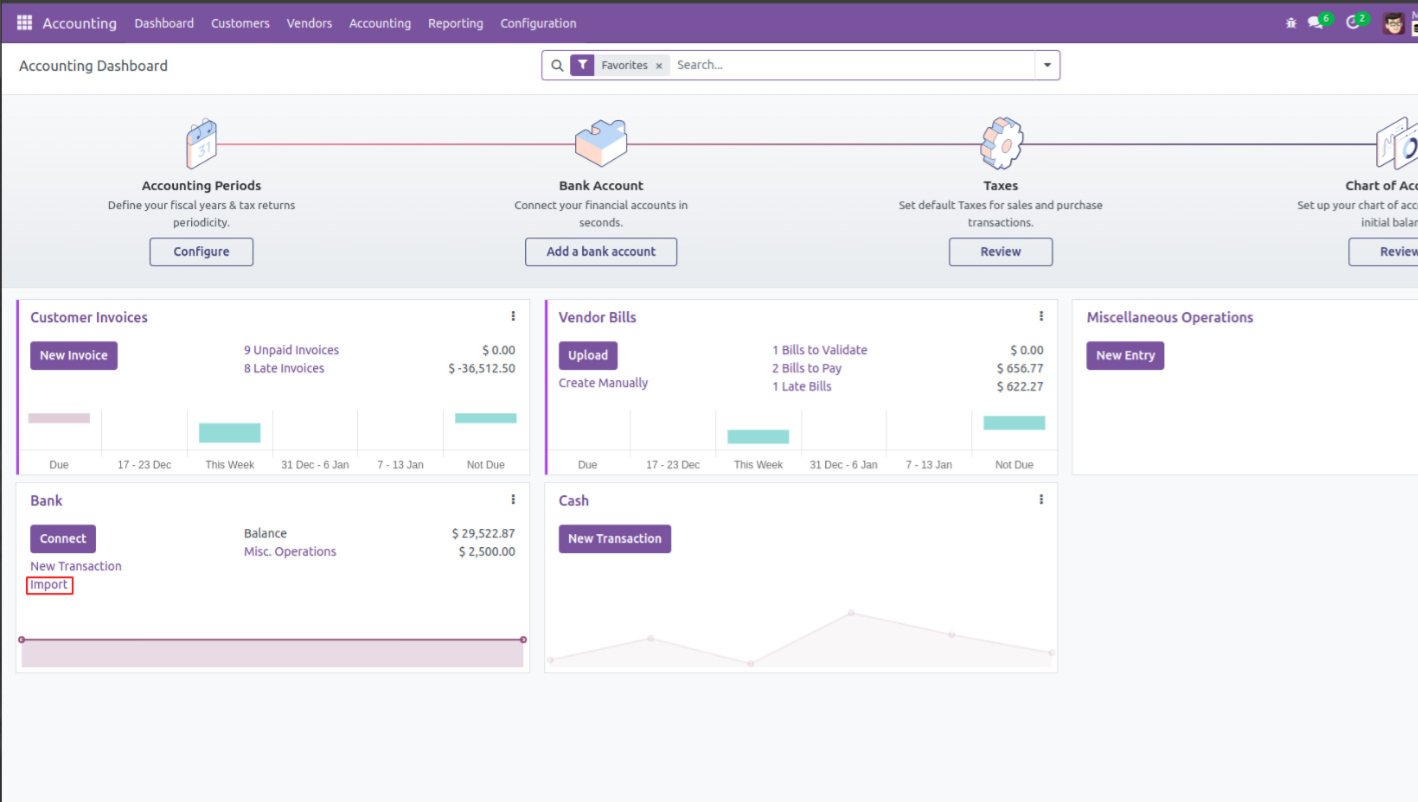 Accounting Dashboard Customers Vendors Accounting Reporting Configuration 6 2
Accounting Dashboard Favorites × Search...
31
Accounting Periods
Define your fiscal years & tax returns
periodicity.
Configure
Bank Account
Connect your financial accounts in
seconds.
Add a bank account
Taxes
Set default Taxes for sales and purchase
transactions.
Review
Chart of Acc
Set up your chart of acc
initial balar
Review
Customer Invoices
New Invoice
9 Unpaid Invoices $ 0.00
8 Late Invoices $ -36,512.50
Due 17 - 23 Dec This Week 31 Dec - 6 Jan 7 - 13 Jan Not Due
Vendor Bills
Upload
Create Manually
1 Bills to Validate $ 0.00
2 Bills to Pay $ 656.77
1 Late Bills $ 622.27
Due 17 - 23 Dec This Week 31 Dec - 6 Jan 7 - 13 Jan Not Due
Miscellaneous Operations
New Entry
Bank
Connect
New Transaction
Import
Balance $ 29,522.87
Misc. Operations $ 2,500.00
Cash
New Transaction